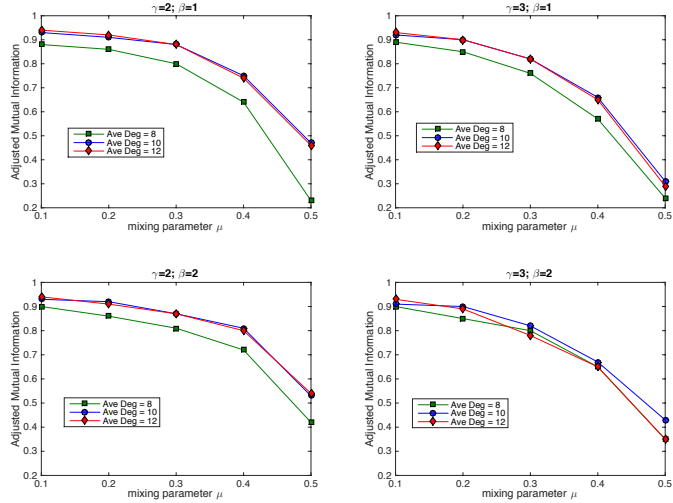 γ=2; β=1
Adjusted Mutual Information
1
0.9
0.8
0.7
0.6
0.5
0.4
0.3
0.2
Ave Deg = 8
Ave Deg = 10
Ave Deg = 12
0.1 0.2 0.3 0.4 0.5
mixing parameter μ
γ=3; β=1
Adjusted Mutual Information
1
0.9
0.8
0.7
0.6
0.5
0.4
0.3
0.2
Ave Deg = 8
Ave Deg = 10
Ave Deg = 12
0.1 0.2 0.3 0.4 0.5
mixing parameter μ
γ=2; β=2
Adjusted Mutual Information
1
0.9
0.8
0.7
0.6
0.5
0.4
0.3
0.2
Ave Deg = 8
Ave Deg = 10
Ave Deg = 12
0.1 0.2 0.3 0.4 0.5
mixing parameter μ
γ=3; β=2
Adjusted Mutual Information
1
0.9
0.8
0.7
0.6
0.5
0.4
0.3
0.2
Ave Deg = 8
Ave Deg = 10
Ave Deg = 12
0.1 0.2 0.3 0.4 0.5
mixing parameter μ